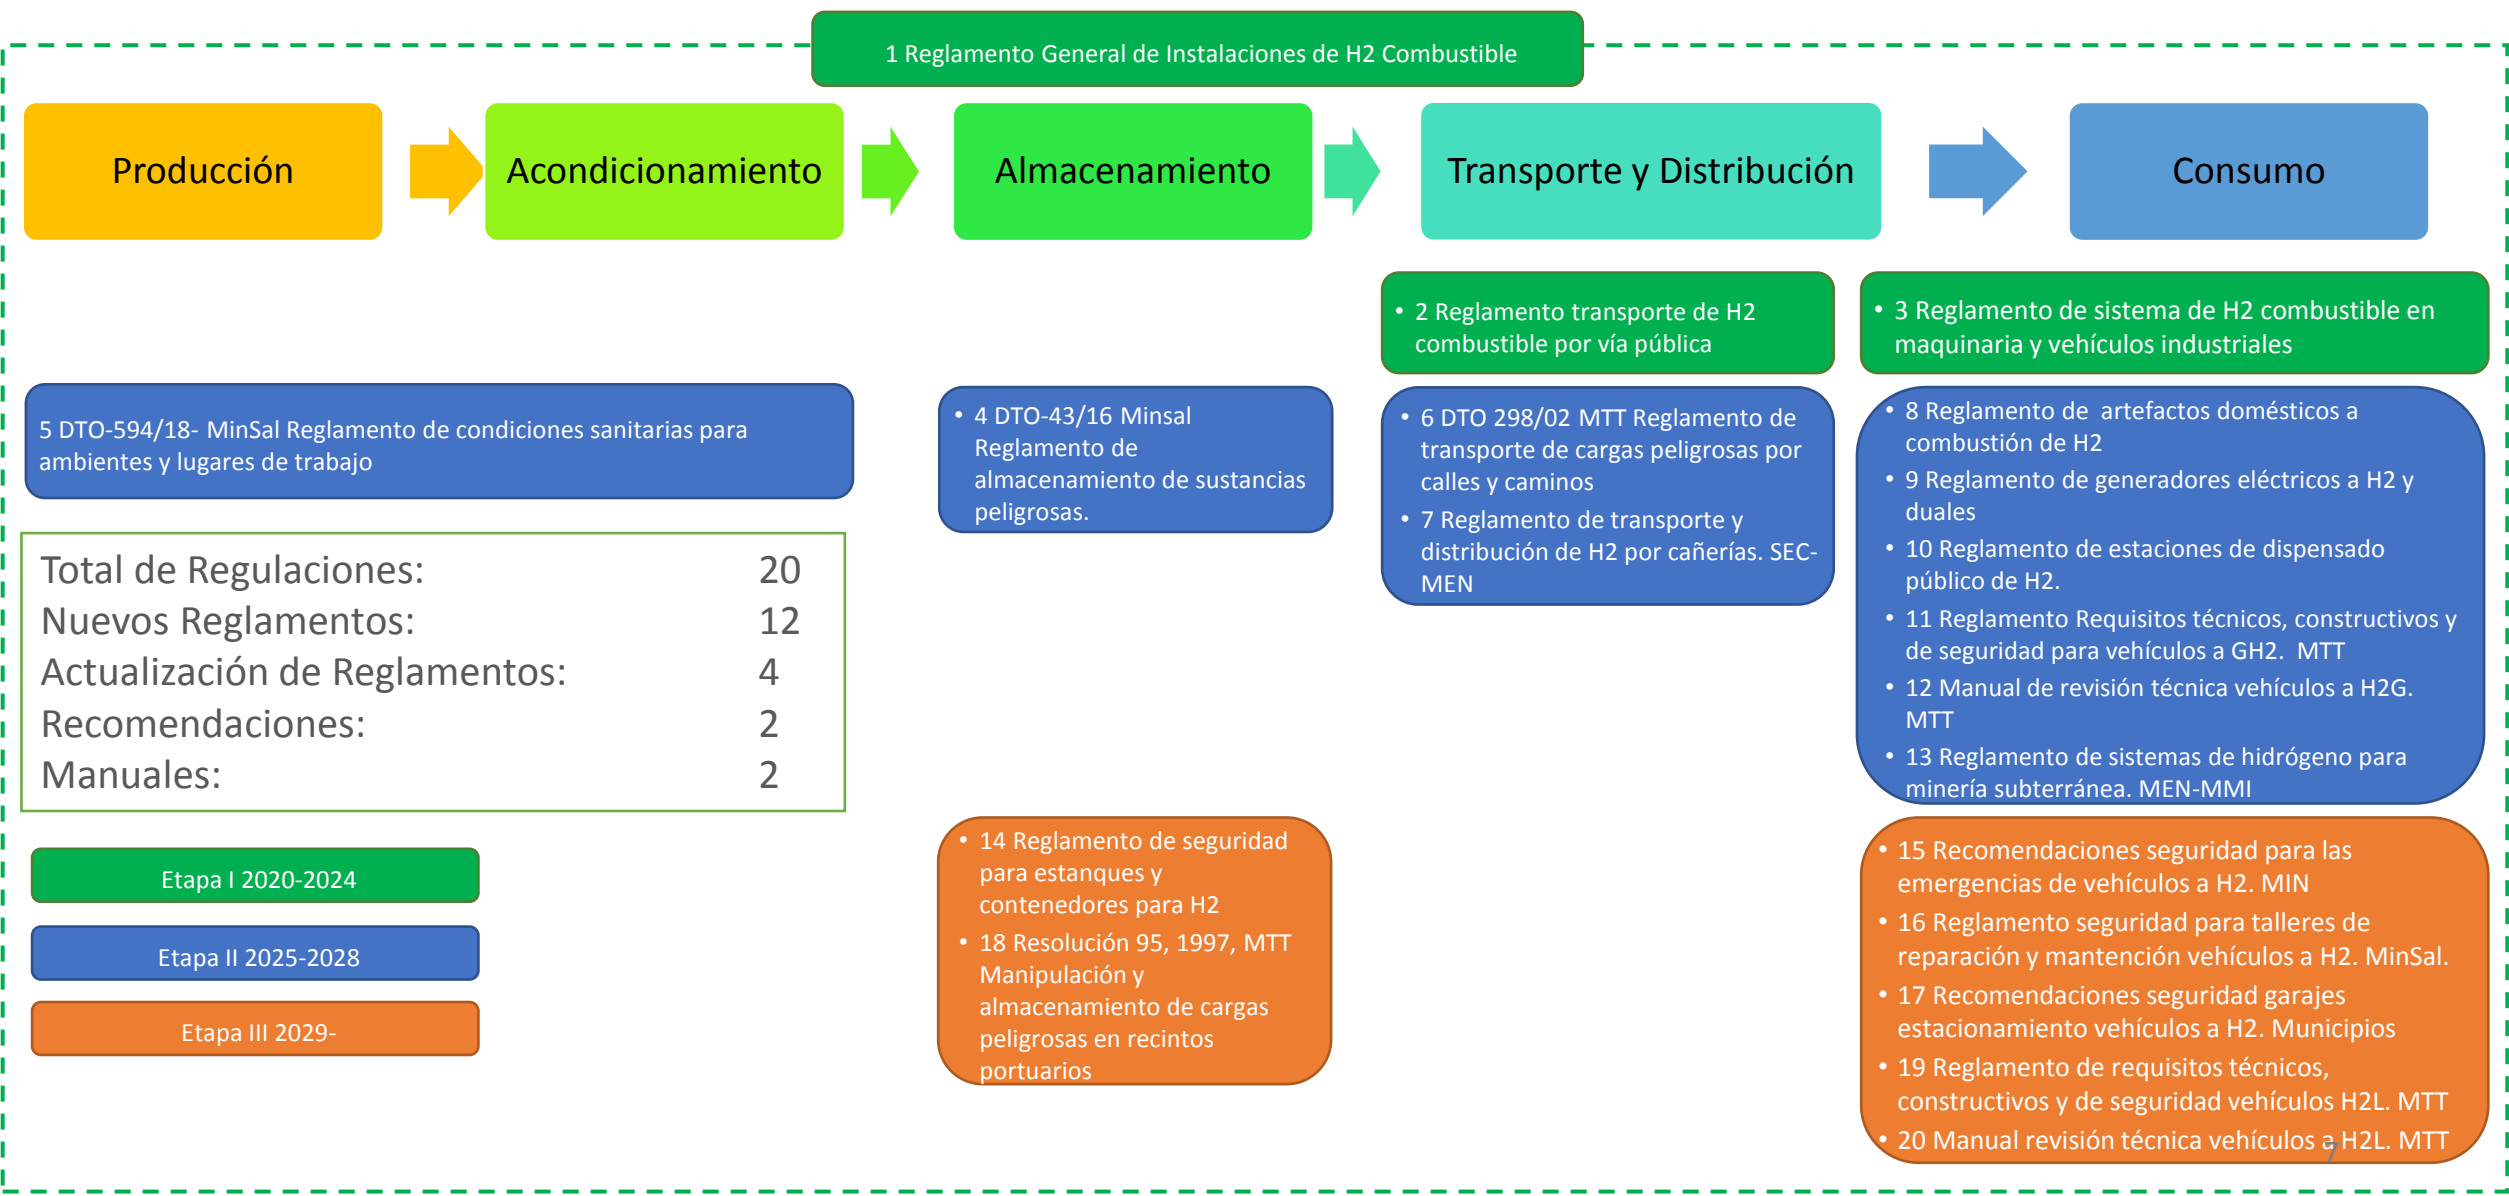 1 Reglamento General de Instalaciones de H2 Combustible
Producción
Acondicionamiento
Almacenamiento
Transporte y Distribución
Consumo
• 2 Reglamento transporte de H2
combustible por vía pública
• 3 Reglamento de sistema de H2 combustible en
maquinaria y vehículos industriales
5 DTO-594/18- MinSal Reglamento de condiciones sanitarias para
ambientes y lugares de trabajo
• 4 DTO-43/16 Minsal
Reglamento de
almacenamiento de sustancias
peligrosas.
• 6 DTO 298/02 MTT Reglamento de
transporte de cargas peligrosas por
calles y caminos
• 7 Reglamento de transporte y
distribución de H2 por cañerías. SEC-
MEN
• 8 Reglamento de artefactos domésticos a
combustión de H2
• 9 Reglamento de generadores eléctricos a H2 y
duales
• 10 Reglamento de estaciones de dispensado
público de H2.
• 11 Reglamento Requisitos técnicos, constructivos y
de seguridad para vehículos a GH2. MTT
• 12 Manual de revisión técnica vehículos a H2G.
MTT
• 13 Reglamento de sistemas de hidrógeno para
minería subterránea. MEN-MMI
Total de Regulaciones: 20
Nuevos Reglamentos: 12
Actualización de Reglamentos: 4
Recomendaciones: 2
Manuales: 2
Etapa I 2020-2024
Etapa II 2025-2028
Etapa III 2029-
• 14 Reglamento de seguridad
para estanques y
contenedores para H2
• 18 Resolución 95, 1997, MTT
Manipulación y
almacenamiento de cargas
peligrosas en recintos
portuarios
• 15 Recomendaciones seguridad para las
emergencias de vehículos a H2. MIN
• 16 Reglamento seguridad para talleres de
reparación y mantención vehículos a H2. MinSal.
• 17 Recomendaciones seguridad garajes
estacionamiento vehículos a H2. Municipios
• 19 Reglamento de requisitos técnicos,
constructivos y de seguridad vehículos H2L. MTT
• 20 Manual revisión técnica vehículos a H2L. MTT
7